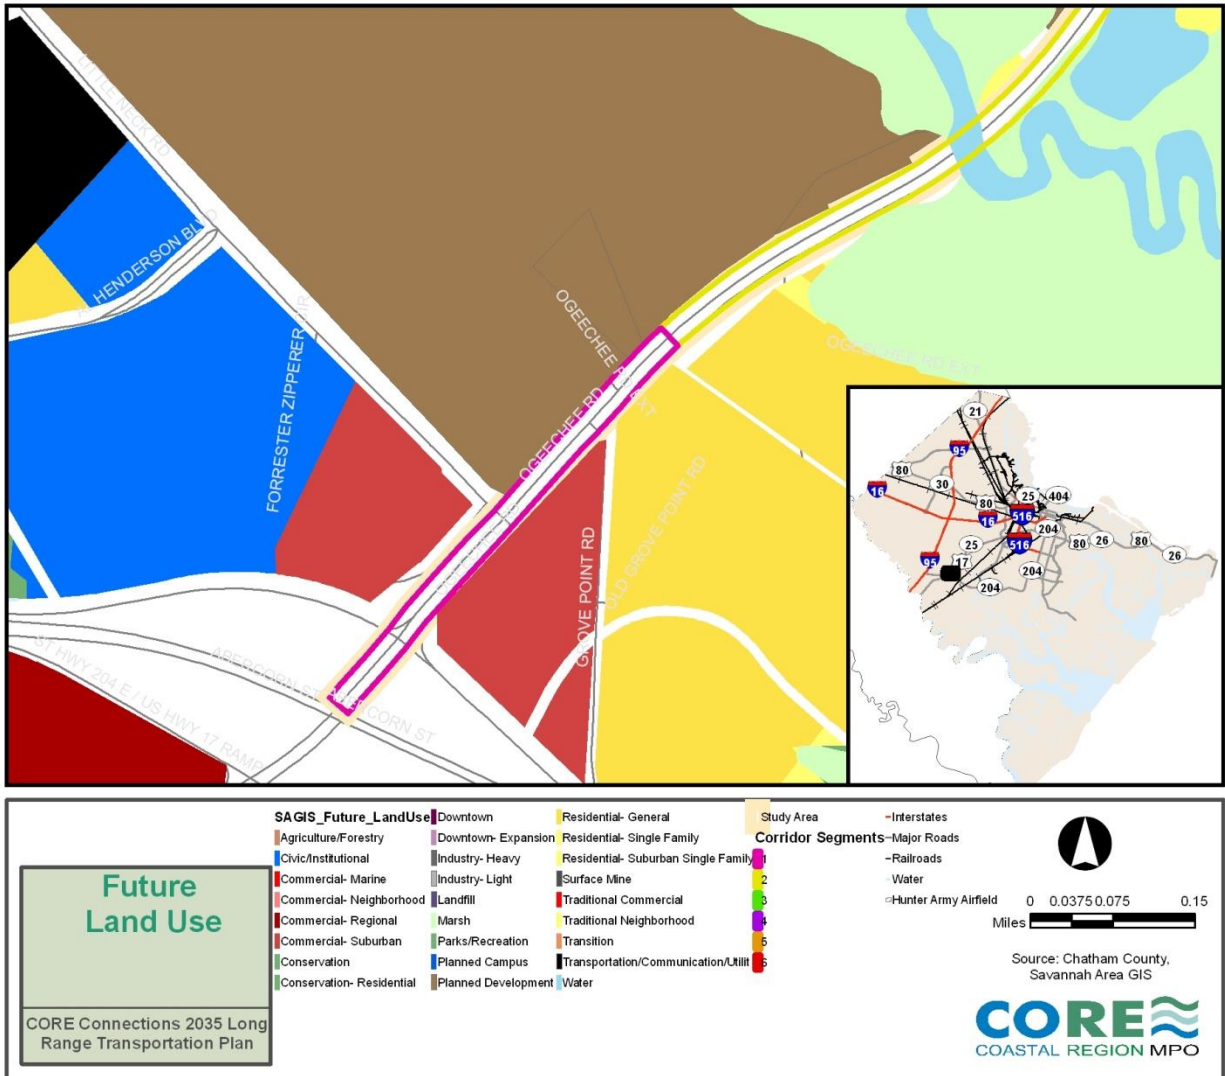 LITTLE NECK RD
HENDERSON BLVD
FORRESTER ZIPPERER CIR
OGEECHEE RD EXT
OGEECHEE RD
OGEECHEE RD
OGEECHEE RD EXT
GROVE POINT RD
OLD GROVE POINT RD
ABERCORN ST
ABERCORN ST
ST HWY 204 E / US HWY 17 RAMP
21
95
80
30
16
80
25
404
516
16
204
25
516
80
26
80
26
95
17
204
204
Future
Land Use
CORE Connections 2035 Long
Range Transportation Plan
SAGIS_Future_LandUse
Agriculture/Forestry
Civic/Institutional
Commercial- Marine
Commercial- Neighborhood
Commercial- Regional
Commercial- Suburban
Conservation
Conservation- Residential
Downtown
Downtown- Expansion
Industry- Heavy
Industry- Light
Landfill
Marsh
Parks/Recreation
Planned Campus
Planned Development
Residential- General
Residential- Single Family
Residential- Suburban Single Family
Surface Mine
Traditional Commercial
Traditional Neighborhood
Transition
Transportation/Communication/Utilit
Water
Study Area
Corridor Segments
1
2
3
4
5
6
Interstates
Major Roads
Railroads
Water
Hunter Army Airfield
0 0.0375 0.075 0.15
Miles
Source: Chatham County,
Savannah Area GIS
CORE
COASTAL REGION MPO